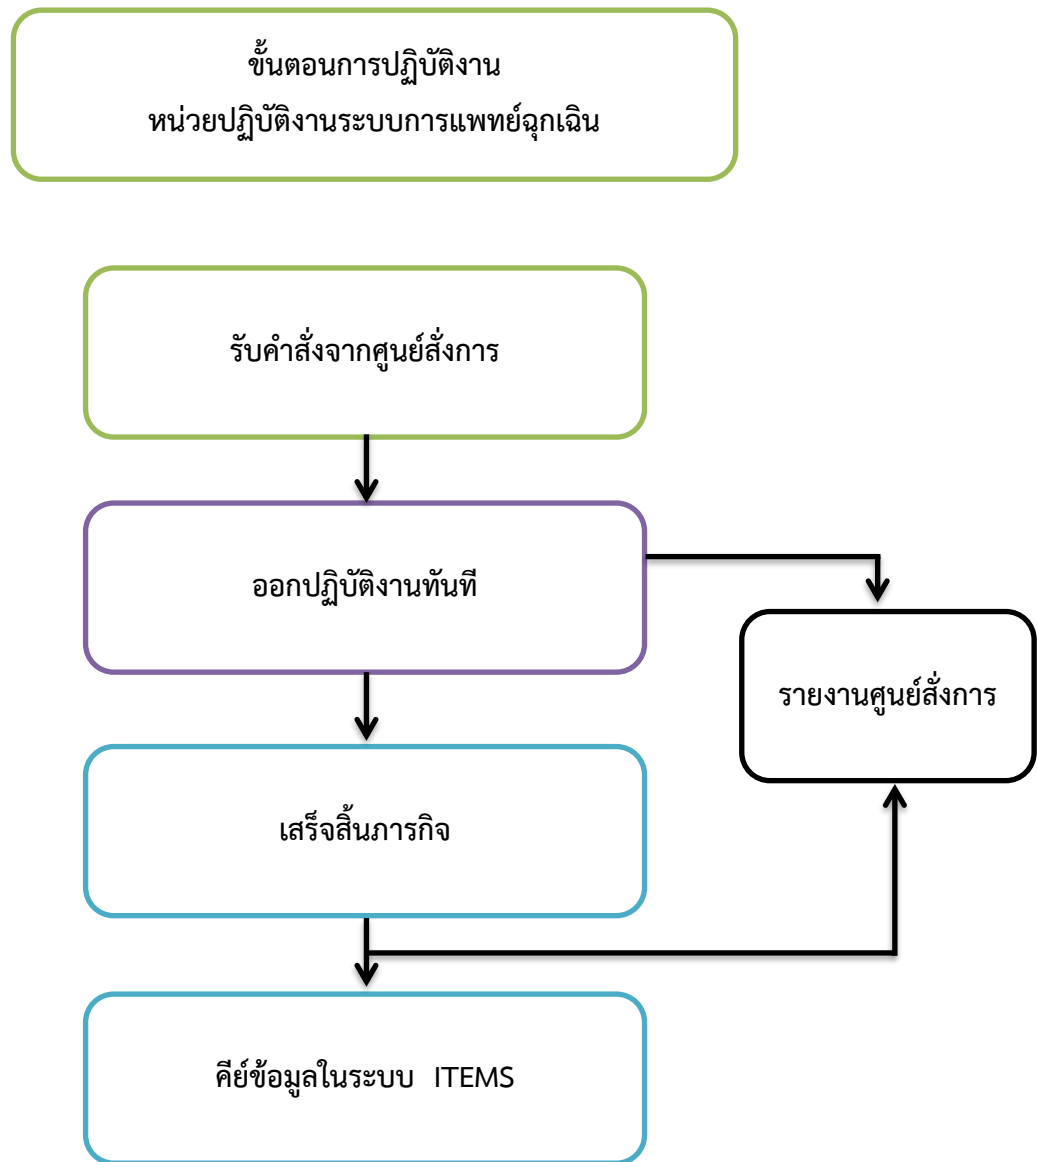 ขั้นตอนการปฏิบัติงาน
หน่วยปฏิบัติงานระบบการแพทย์ฉุกเฉิน
รับคำสั่งจากศูนย์สั่งการ
ออกปฏิบัติงานทันที
รายงานศูนย์สั่งการ
เสร็จสิ้นภารกิจ
คีย์ข้อมูลในระบบ ITEMS